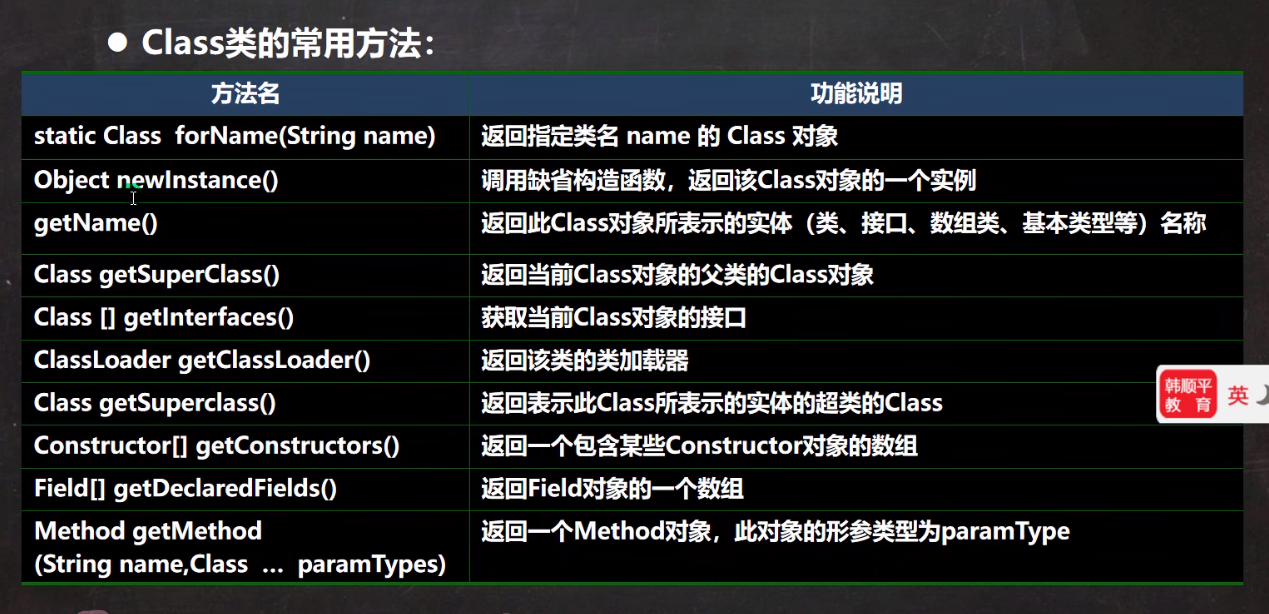 ● Class类的常用方法：
方法名 功能说明
static Class forName(String name) 返回指定类名 name 的 Class 对象
Object newInstance() 调用缺省构造函数，返回该Class对象的一个实例
getName() 返回此Class对象所表示的实体（类、接口、数组类、基本类型等）名称
Class getSuperClass() 返回当前Class对象的父类的Class对象
Class [] getInterfaces() 获取当前Class对象的接口
ClassLoader getClassLoader() 返回该类的类加载器
Class getSuperclass() 返回表示此Class所表示的实体的超类的Class
Constructor[] getConstructors() 返回一个包含某些Constructor对象的数组
Field[] getDeclaredFields() 返回Field对象的一个数组
Method getMethod 返回一个Method对象，此对象的形参类型为paramType
(String name,Class … paramTypes)
韩顺平
教 育
英